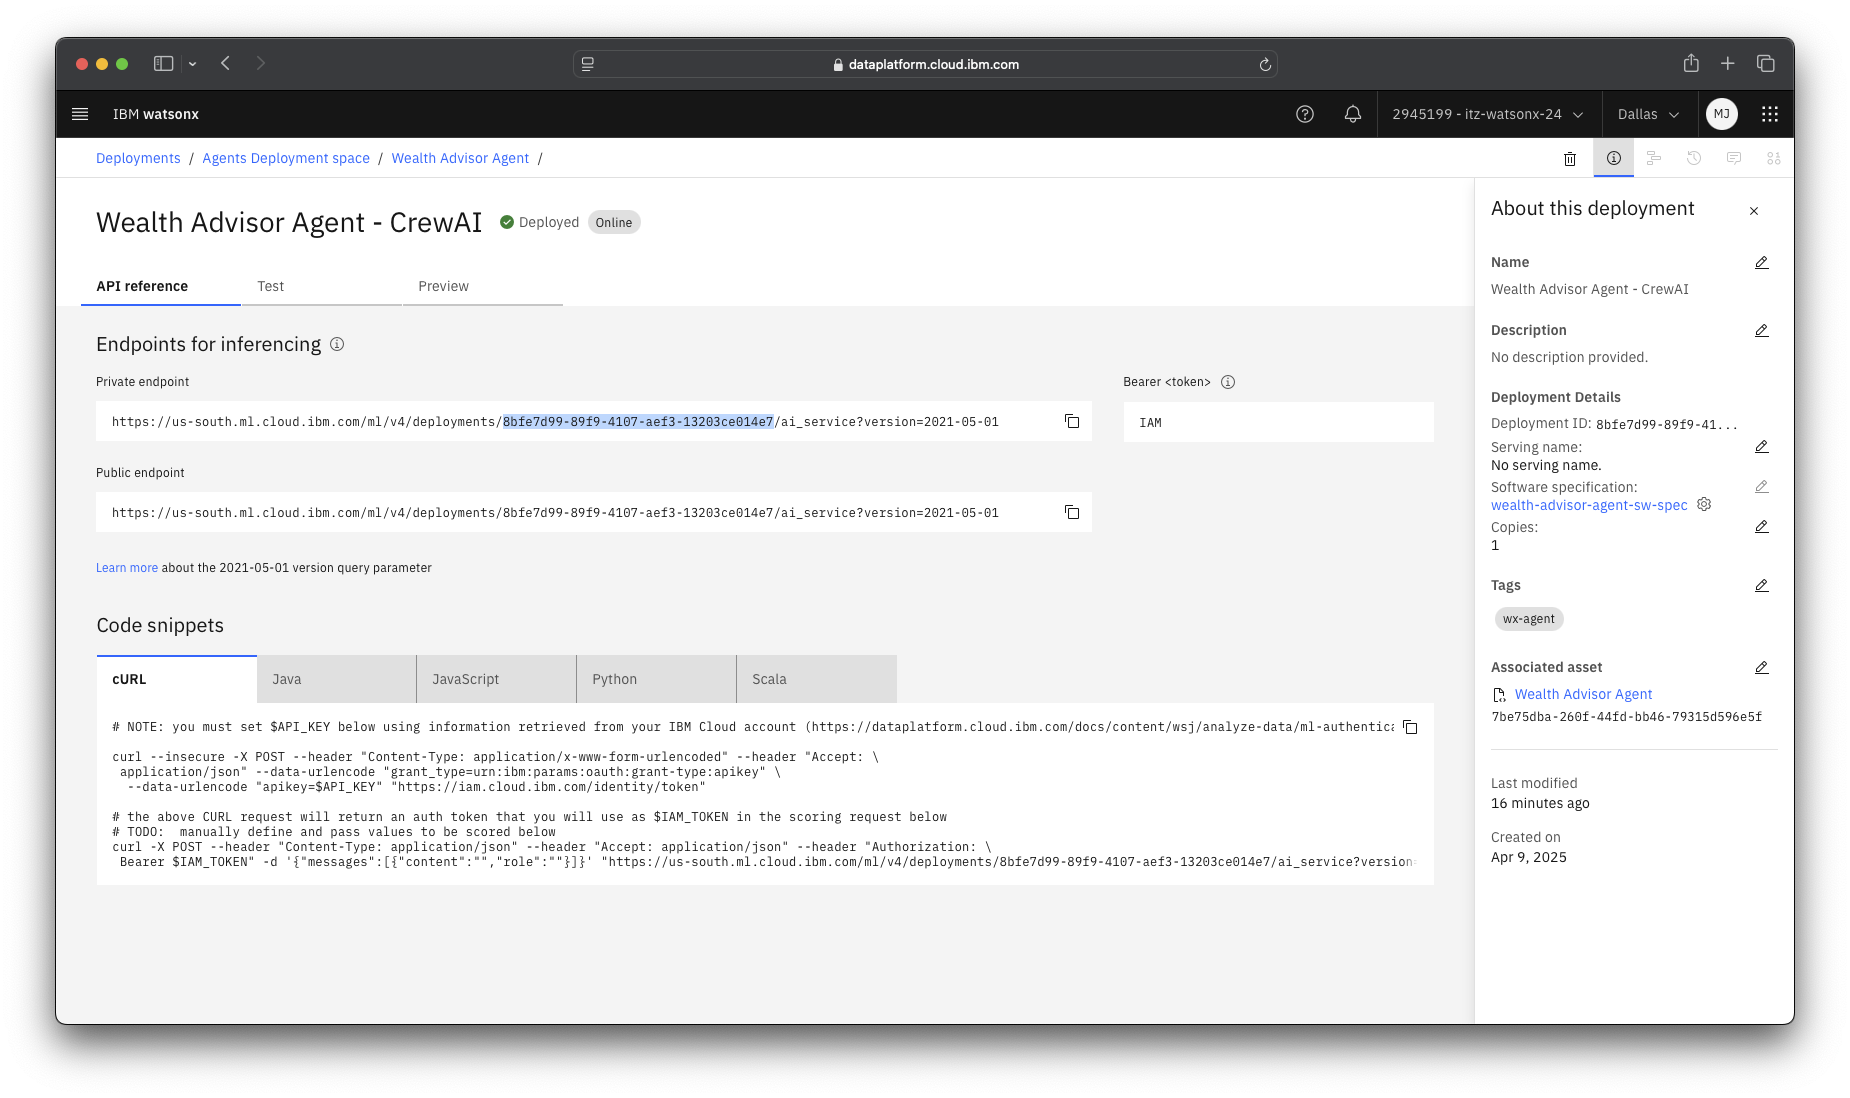 dataplatform.cloud.ibm.com
IBM watsonx
2945199 - itz-watsonx-24
Dallas
MJ
Deployments / Agents Deployment space / Wealth Advisor Agent /
Wealth Advisor Agent - CrewAI
Deployed
Online
API reference
Test
Preview
Endpoints for inferencing
Private endpoint
https://us-south.ml.cloud.ibm.com/ml/v4/deployments/8bfe7d99-89f9-4107-aef3-13203ce014e7/ai_service?version=2021-05-01
Bearer <token>
IAM
Public endpoint
https://us-south.ml.cloud.ibm.com/ml/v4/deployments/8bfe7d99-89f9-4107-aef3-13203ce014e7/ai_service?version=2021-05-01
Learn more about the 2021-05-01 version query parameter
Code snippets
cURL
Java
JavaScript
Python
Scala
# NOTE: you must set $API_KEY below using information retrieved from your IBM Cloud account (https://dataplatform.cloud.ibm.com/docs/content/wsj/analyze-data/ml-authentica
curl --insecure -X POST --header "Content-Type: application/x-www-form-urlencoded" --header "Accept: \
application/json" --data-urlencode "grant_type=urn:ibm:params:oauth:grant-type:apikey" \
--data-urlencode "apikey=$API_KEY" "https://iam.cloud.ibm.com/identity/token"
# the above CURL request will return an auth token that you will use as $IAM_TOKEN in the scoring request below
# TODO:  manually define and pass values to be scored below
curl -X POST --header "Content-Type: application/json" --header "Accept: application/json" --header "Authorization: \
Bearer $IAM_TOKEN" -d '{"messages":[{"content":"","role":""}]}' "https://us-south.ml.cloud.ibm.com/ml/v4/deployments/8bfe7d99-89f9-4107-aef3-13203ce014e7/ai_service?version=
About this deployment
Name
Wealth Advisor Agent - CrewAI
Description
No description provided.
Deployment Details
Deployment ID: 8bfe7d99-89f9-41...
Serving name:
No serving name.
Software specification:
wealth-advisor-agent-sw-spec
Copies:
1
Tags
wx-agent
Associated asset
Wealth Advisor Agent
7be75dba-260f-44fd-bb46-79315d596e5f
Last modified
16 minutes ago
Created on
Apr 9, 2025